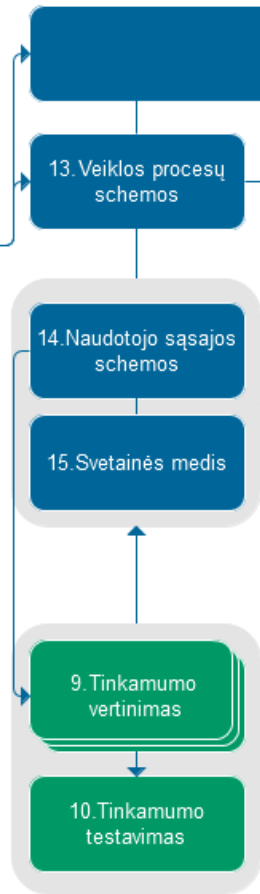 13.Veiklos procesų
schemos
14.Naudotojo sąsajos
schemos
15.Svetainės medis
9.Tinkamumo
vertinimas
10.Tinkamumo
testavimas